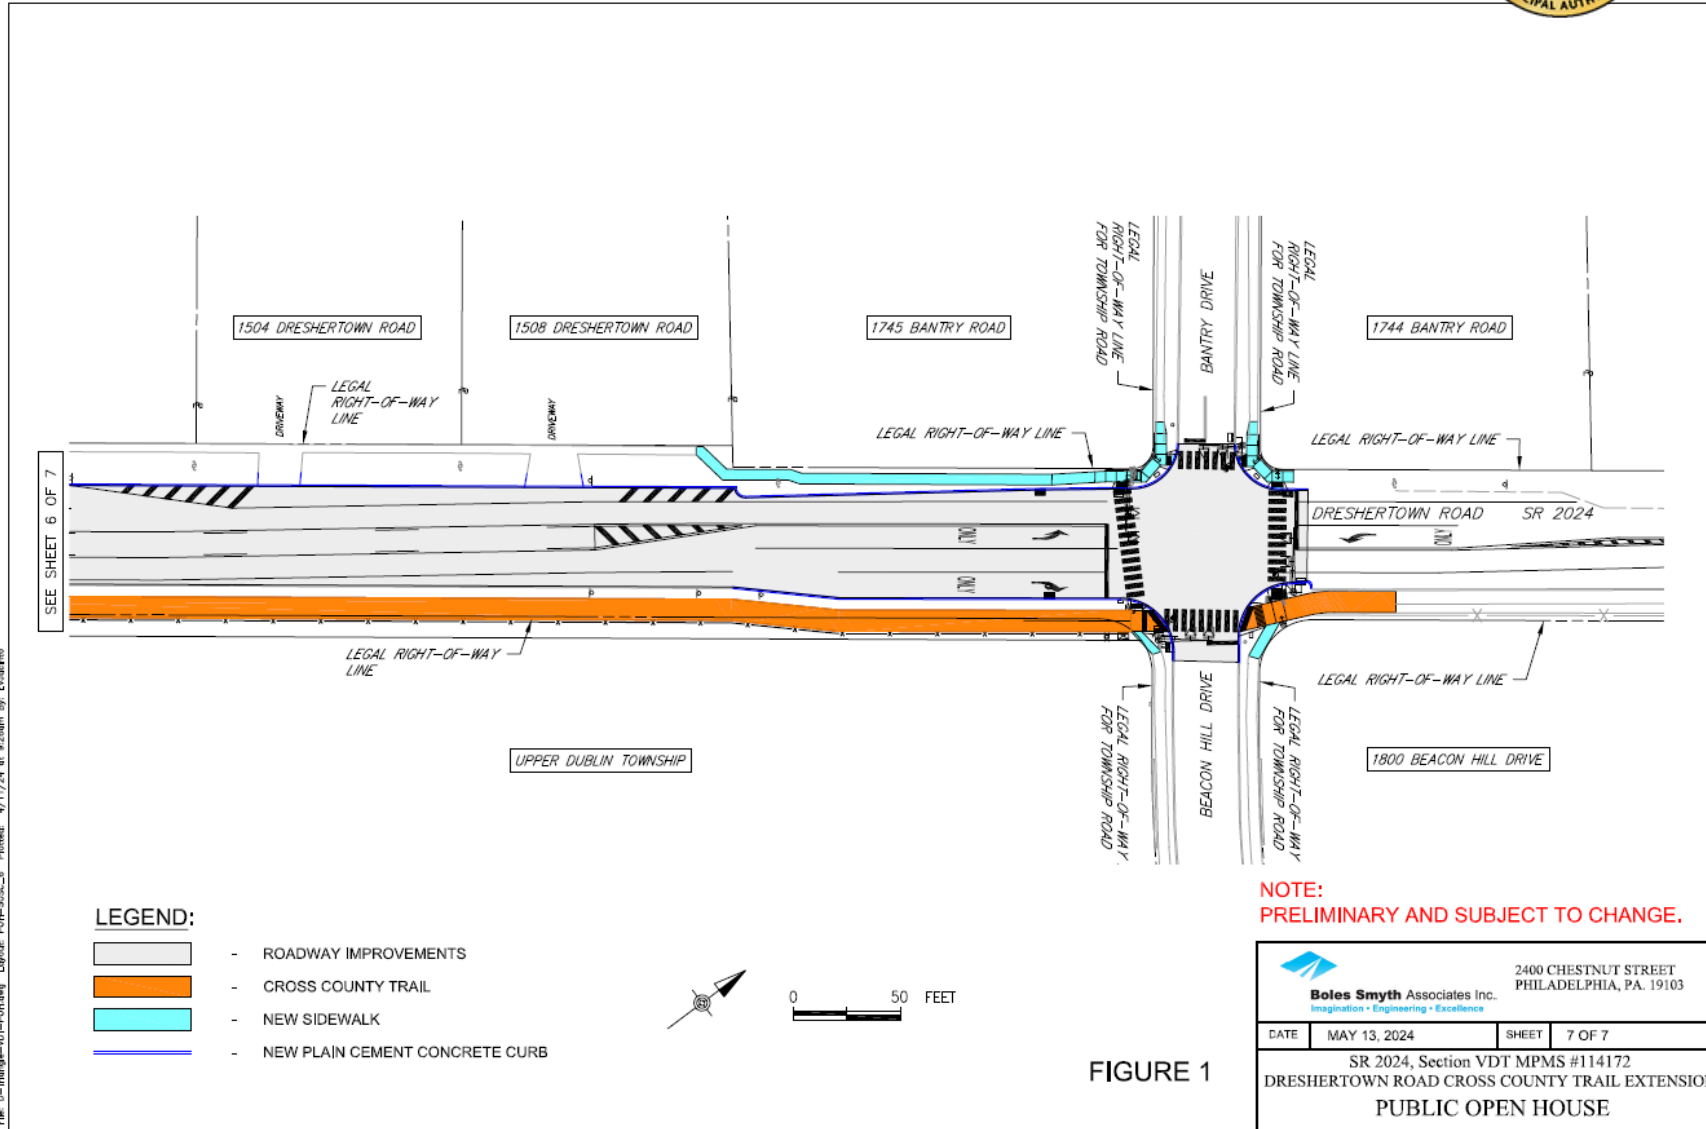 IPAL AUTH
LEGAL
RIGHT-OF-WAY LINE
FOR TOWNSHIP ROAD
BANTRY DRIVE
LEGAL
RIGHT-OF-WAY LINE
FOR TOWNSHIP ROAD
1504 DRESHERTOWN ROAD
1508 DRESHERTOWN ROAD
1745 BANTRY ROAD
1744 BANTRY ROAD
LEGAL
RIGHT-OF-WAY
LINE
DRIVEWAY
DRIVEWAY
LEGAL RIGHT-OF-WAY LINE
LEGAL RIGHT-OF-WAY LINE
SEE SHEET 6 OF 7
DRESHERTOWN ROAD SR 2024
ONLY
ONLY
ONLY
LEGAL RIGHT-OF-WAY
LINE
LEGAL RIGHT-OF-WAY LINE
LEGAL RIGHT-OF-WAY
FOR TOWNSHIP ROAD
BEACON HILL DRIVE
LEGAL RIGHT-OF-WAY
FOR TOWNSHIP ROAD
UPPER DUBLIN TOWNSHIP
1800 BEACON HILL DRIVE
LEGEND:
- ROADWAY IMPROVEMENTS
- CROSS COUNTY TRAIL
- NEW SIDEWALK
- NEW PLAIN CEMENT CONCRETE CURB
0 50 FEET
FIGURE 1
NOTE:
PRELIMINARY AND SUBJECT TO CHANGE.
Boles Smyth Associates Inc.
Imagination • Engineering • Excellence
2400 CHESTNUT STREET
PHILADELPHIA, PA. 19103
DATE MAY 13, 2024 SHEET 7 OF 7
SR 2024, Section VDT MPMS #114172
DRESHERTOWN ROAD CROSS COUNTY TRAIL EXTENSIO
PUBLIC OPEN HOUSE